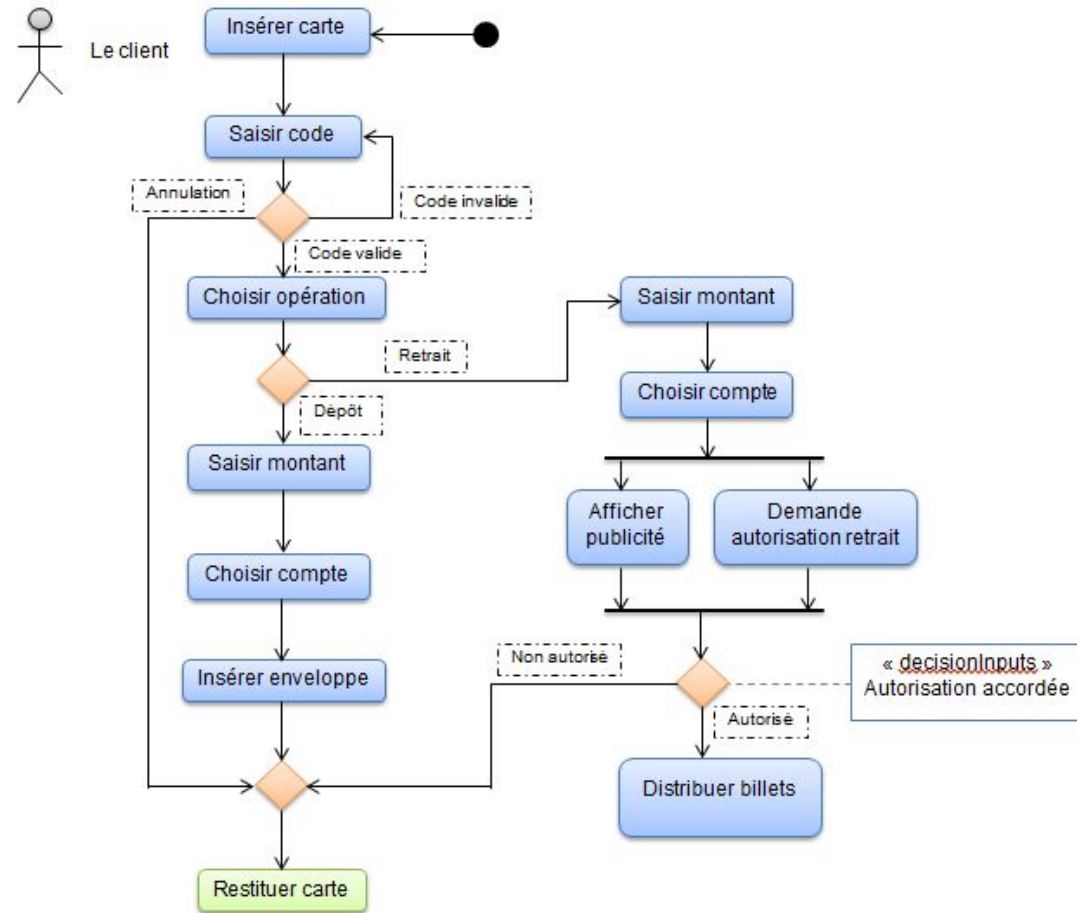 Insérer carte
Le client
Saisir code
Annulation
Code invalide
Code valide
Choisir opération
Saisir montant
Retrait
Choisir compte
Dépôt
Saisir montant
Afficher
publicité
Demande
autorisation retrait
Choisir compte
Non autorisé
« decisionInputs »
Autorisation accordée
Insérer enveloppe
Autorisé
Distribuer billets
Restituer carte